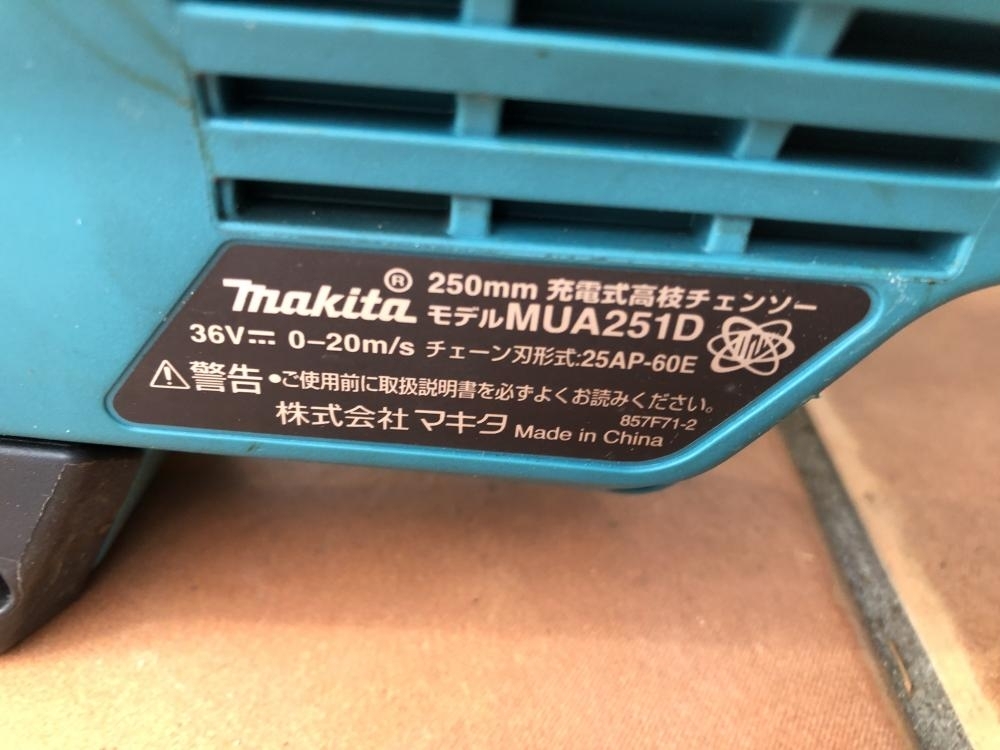 makita® 250mm 充電式高枝チェンソー
モデルMUA251D
36V⎓ 0−20m/s チェーン刃形式:25AP-60E
⚠警告 ●ご使用前に取扱説明書を必ずよくお読みください。
857F71-2
株式会社 マキタ Made in China